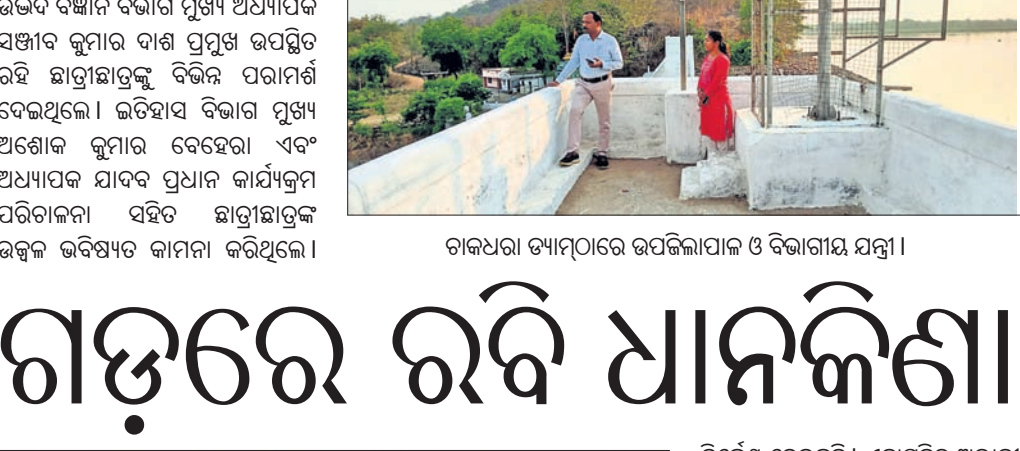 ଉଦ୍ଭିଦ ବିଜ୍ଞାନ ବିଭାଗ ମୁଖ୍ୟ ଅଧ୍ୟାପକ
ସଞ୍ଜୀବ କୁମାର ଦାଶ ପ୍ରମୁଖ ଉପସ୍ଥିତ
ରହି ଛାତ୍ରୀଛାତ୍ରଙ୍କୁ ବିଭିନ୍ନ ପରାମର୍ଶ
ଦେଇଥିଲେ। ଇତିହାସ ବିଭାଗ ମୁଖ୍ୟ
ଅଶୋକ କୁମାର ବେହେରା ଏବଂ
ଅଧ୍ୟାପକ ଯାଦବ ପ୍ରଧାନ କାର୍ଯ୍ୟକ୍ରମ
ପରିଚାଳନା ସହିତ ଛାତ୍ରୀଛାତ୍ରଙ୍କ
ଉଜ୍ଜ୍ୱଳ ଭବିଷ୍ୟତ କାମନା କରିଥିଲେ।
ଚାକଧରା ଡ୍ୟାମ୍‌ଠାରେ ଉପଜିଲାପାଳ ଓ ବିଭାଗୀୟ ଯନ୍ତ୍ରୀ।
ଗଡ଼ରେ ରବି ଧାନକିଣା